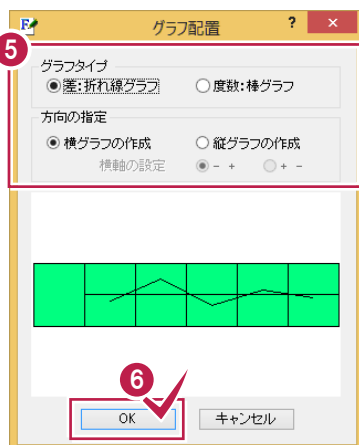 グラフ配置 ? ×
5
グラフタイプ
差:折れ線グラフ 度数:棒グラフ
方向の指定
横グラフの作成 縦グラフの作成
横軸の設定 - + + -
6
OK キャンセル